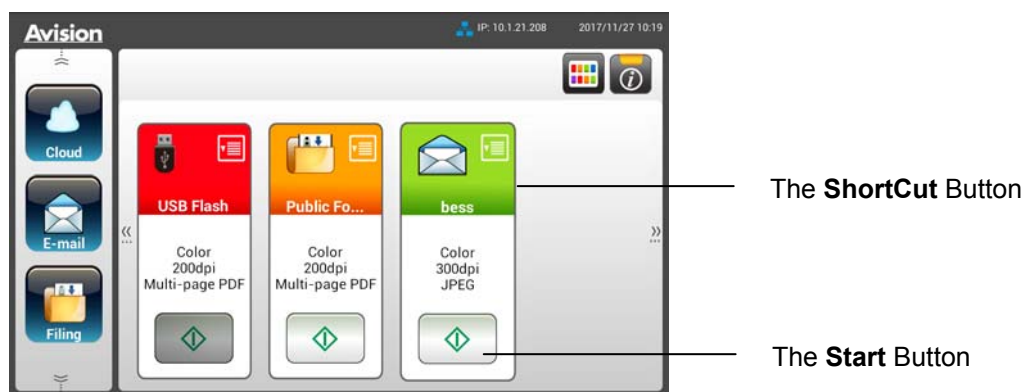 Avision
IP: 10.1.21.208 2017/11/27 10:19
Cloud
E-mail
Filing
USB Flash
Color
200dpi
Multi-page PDF
Public Fo...
Color
200dpi
Multi-page PDF
bess
Color
300dpi
JPEG
The ShortCut Button
The Start Button